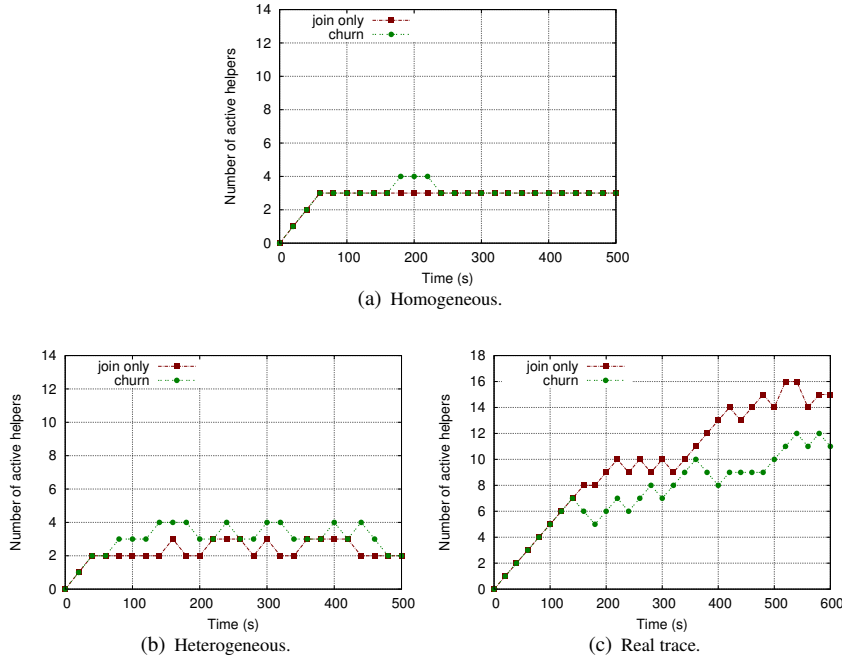 14
12
10
8
6
4
2
0
Number of active helpers
join only
churn
0 100 200 300 400 500
Time (s)
(a) Homogeneous.
14
12
10
8
6
4
2
0
Number of active helpers
join only
churn
0 100 200 300 400 500
Time (s)
(b) Heterogeneous.
18
16
14
12
10
8
6
4
2
0
Number of active helpers
join only
churn
0 100 200 300 400 500 600
Time (s)
(c) Real trace.